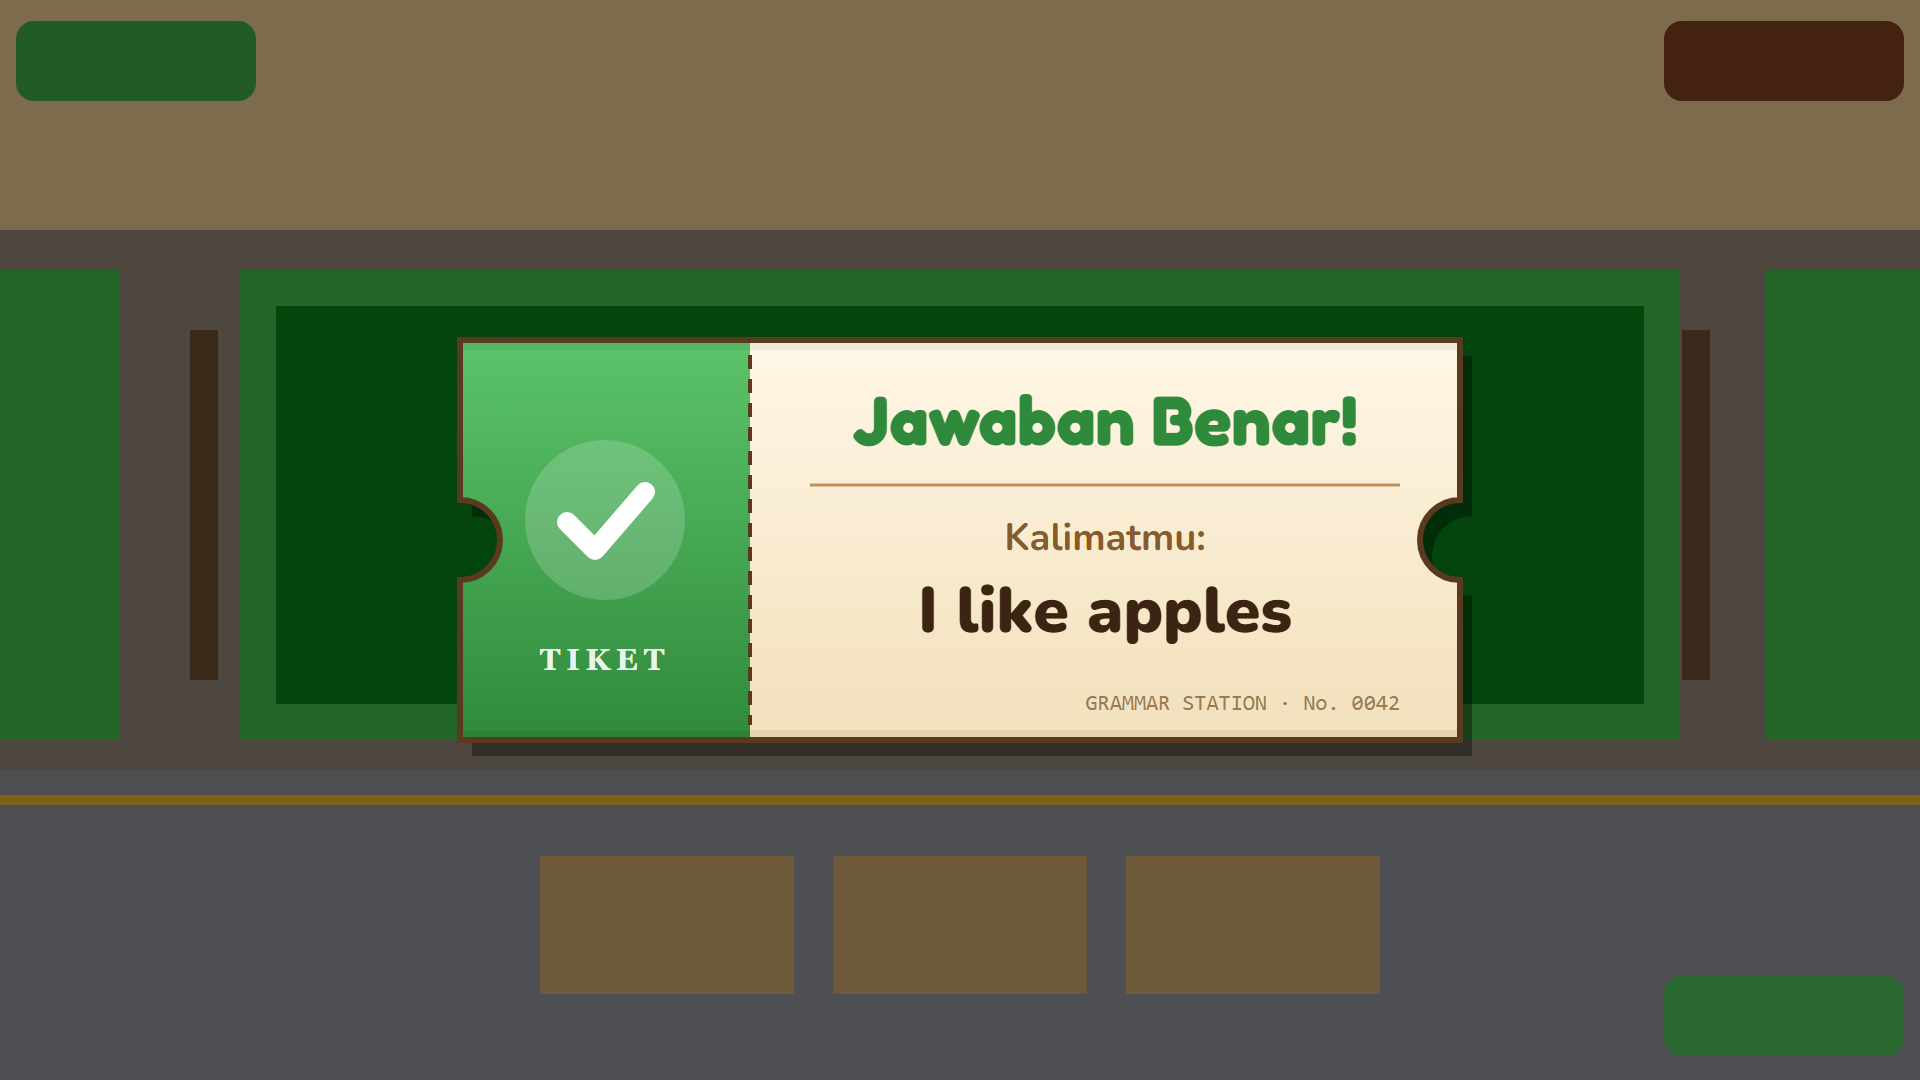 Jawaban Benar!
Kalimatmu:
I like apples
TIKET
GRAMMAR STATION · No. 0042